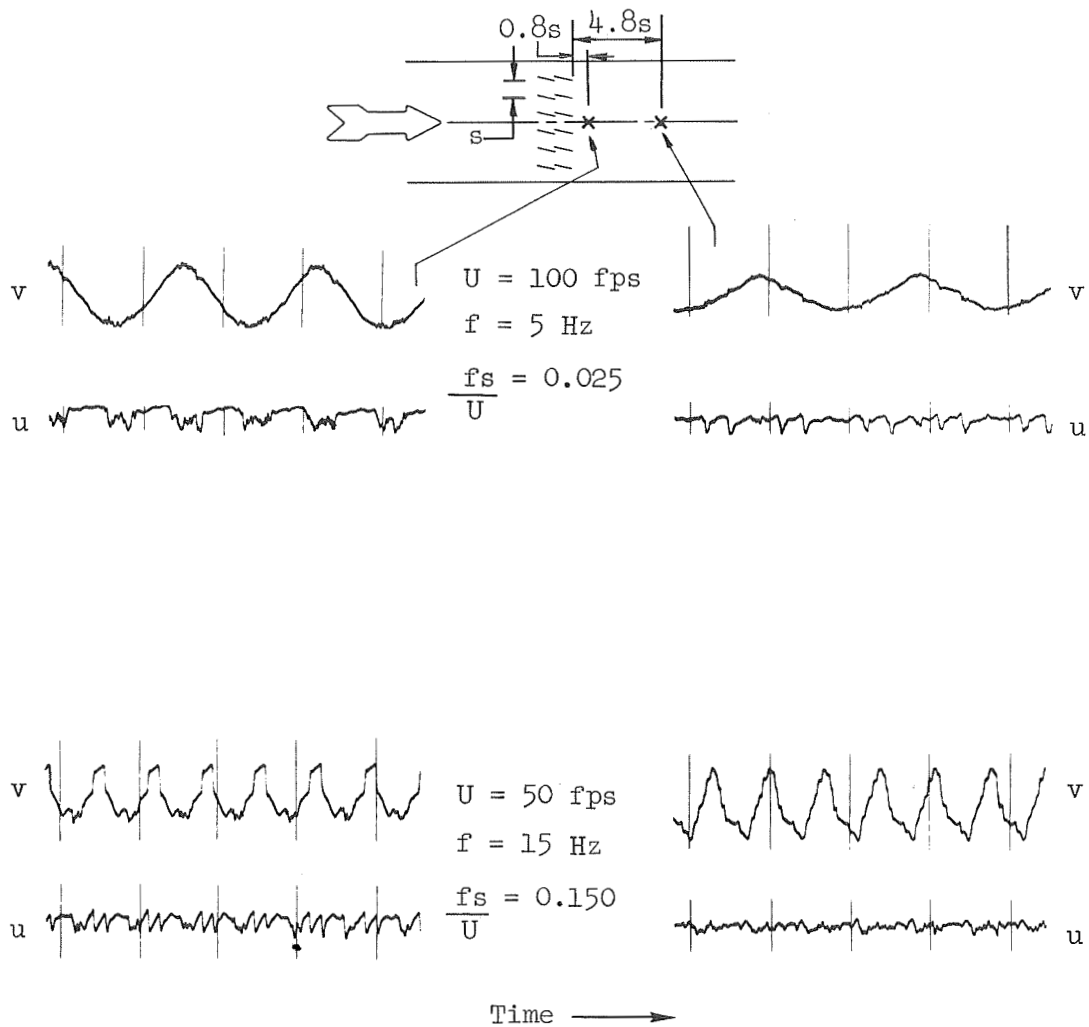 0.8s 4.8s
s
v U = 100 fps v
f = 5 Hz
fs/U = 0.025
u u
v U = 50 fps v
f = 15 Hz
fs/U = 0.150
u u
Time